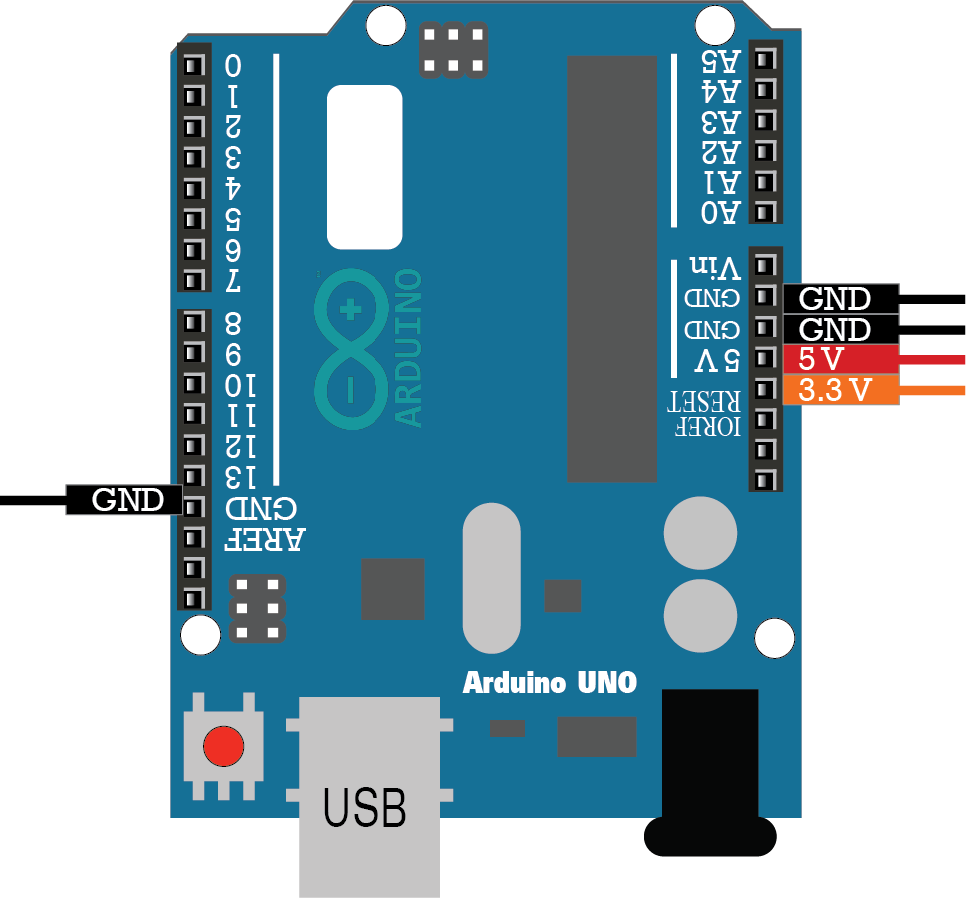 0
1
2
3
4
5
6
7
8
9
10
11
12
13
GND
AREF
GND
ARDUINO
A5
A4
A3
A2
A1
A0
Vin
GND
GND
5 V
RESET
IOREF
GND
GND
5 V
3.3 V
Arduino UNO
USB